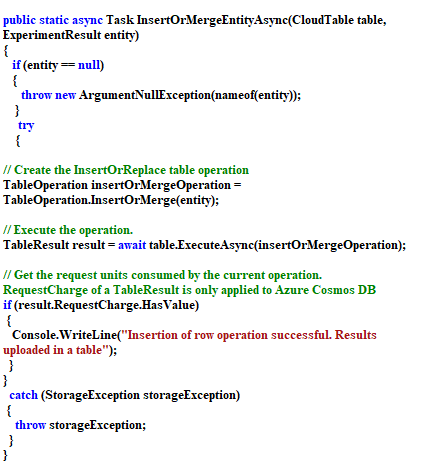 public static async Task InsertOrMergeEntityAsync(CloudTable table,
ExperimentResult entity)
{
if (entity == null)
{
throw new ArgumentNullException(nameof(entity));
}
try
{
// Create the InsertOrReplace table operation
TableOperation insertOrMergeOperation =
TableOperation.InsertOrMerge(entity);
// Execute the operation.
TableResult result = await table.ExecuteAsync(insertOrMergeOperation);
// Get the request units consumed by the current operation.
RequestCharge of a TableResult is only applied to Azure Cosmos DB
if (result.RequestCharge.HasValue)
{
Console.WriteLine("Insertion of row operation successful. Results
uploaded in a table");
}
}
catch (StorageException storageException)
{
throw storageException;
}
}